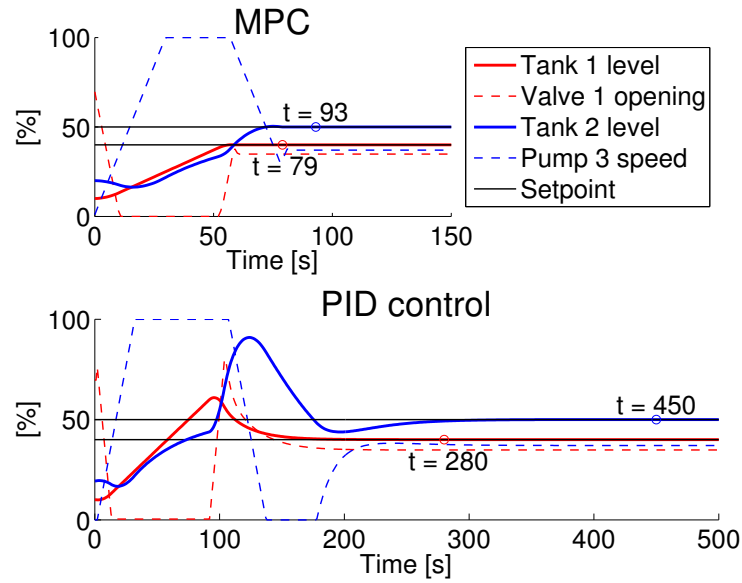 MPC
100
50
0
[%]
t = 93
t = 79
0
50
100
150
Time [s]
Tank 1 level
Valve 1 opening
Tank 2 level
Pump 3 speed
Setpoint
PID control
100
50
0
[%]
t = 450
t = 280
0
100
200
300
400
500
Time [s]